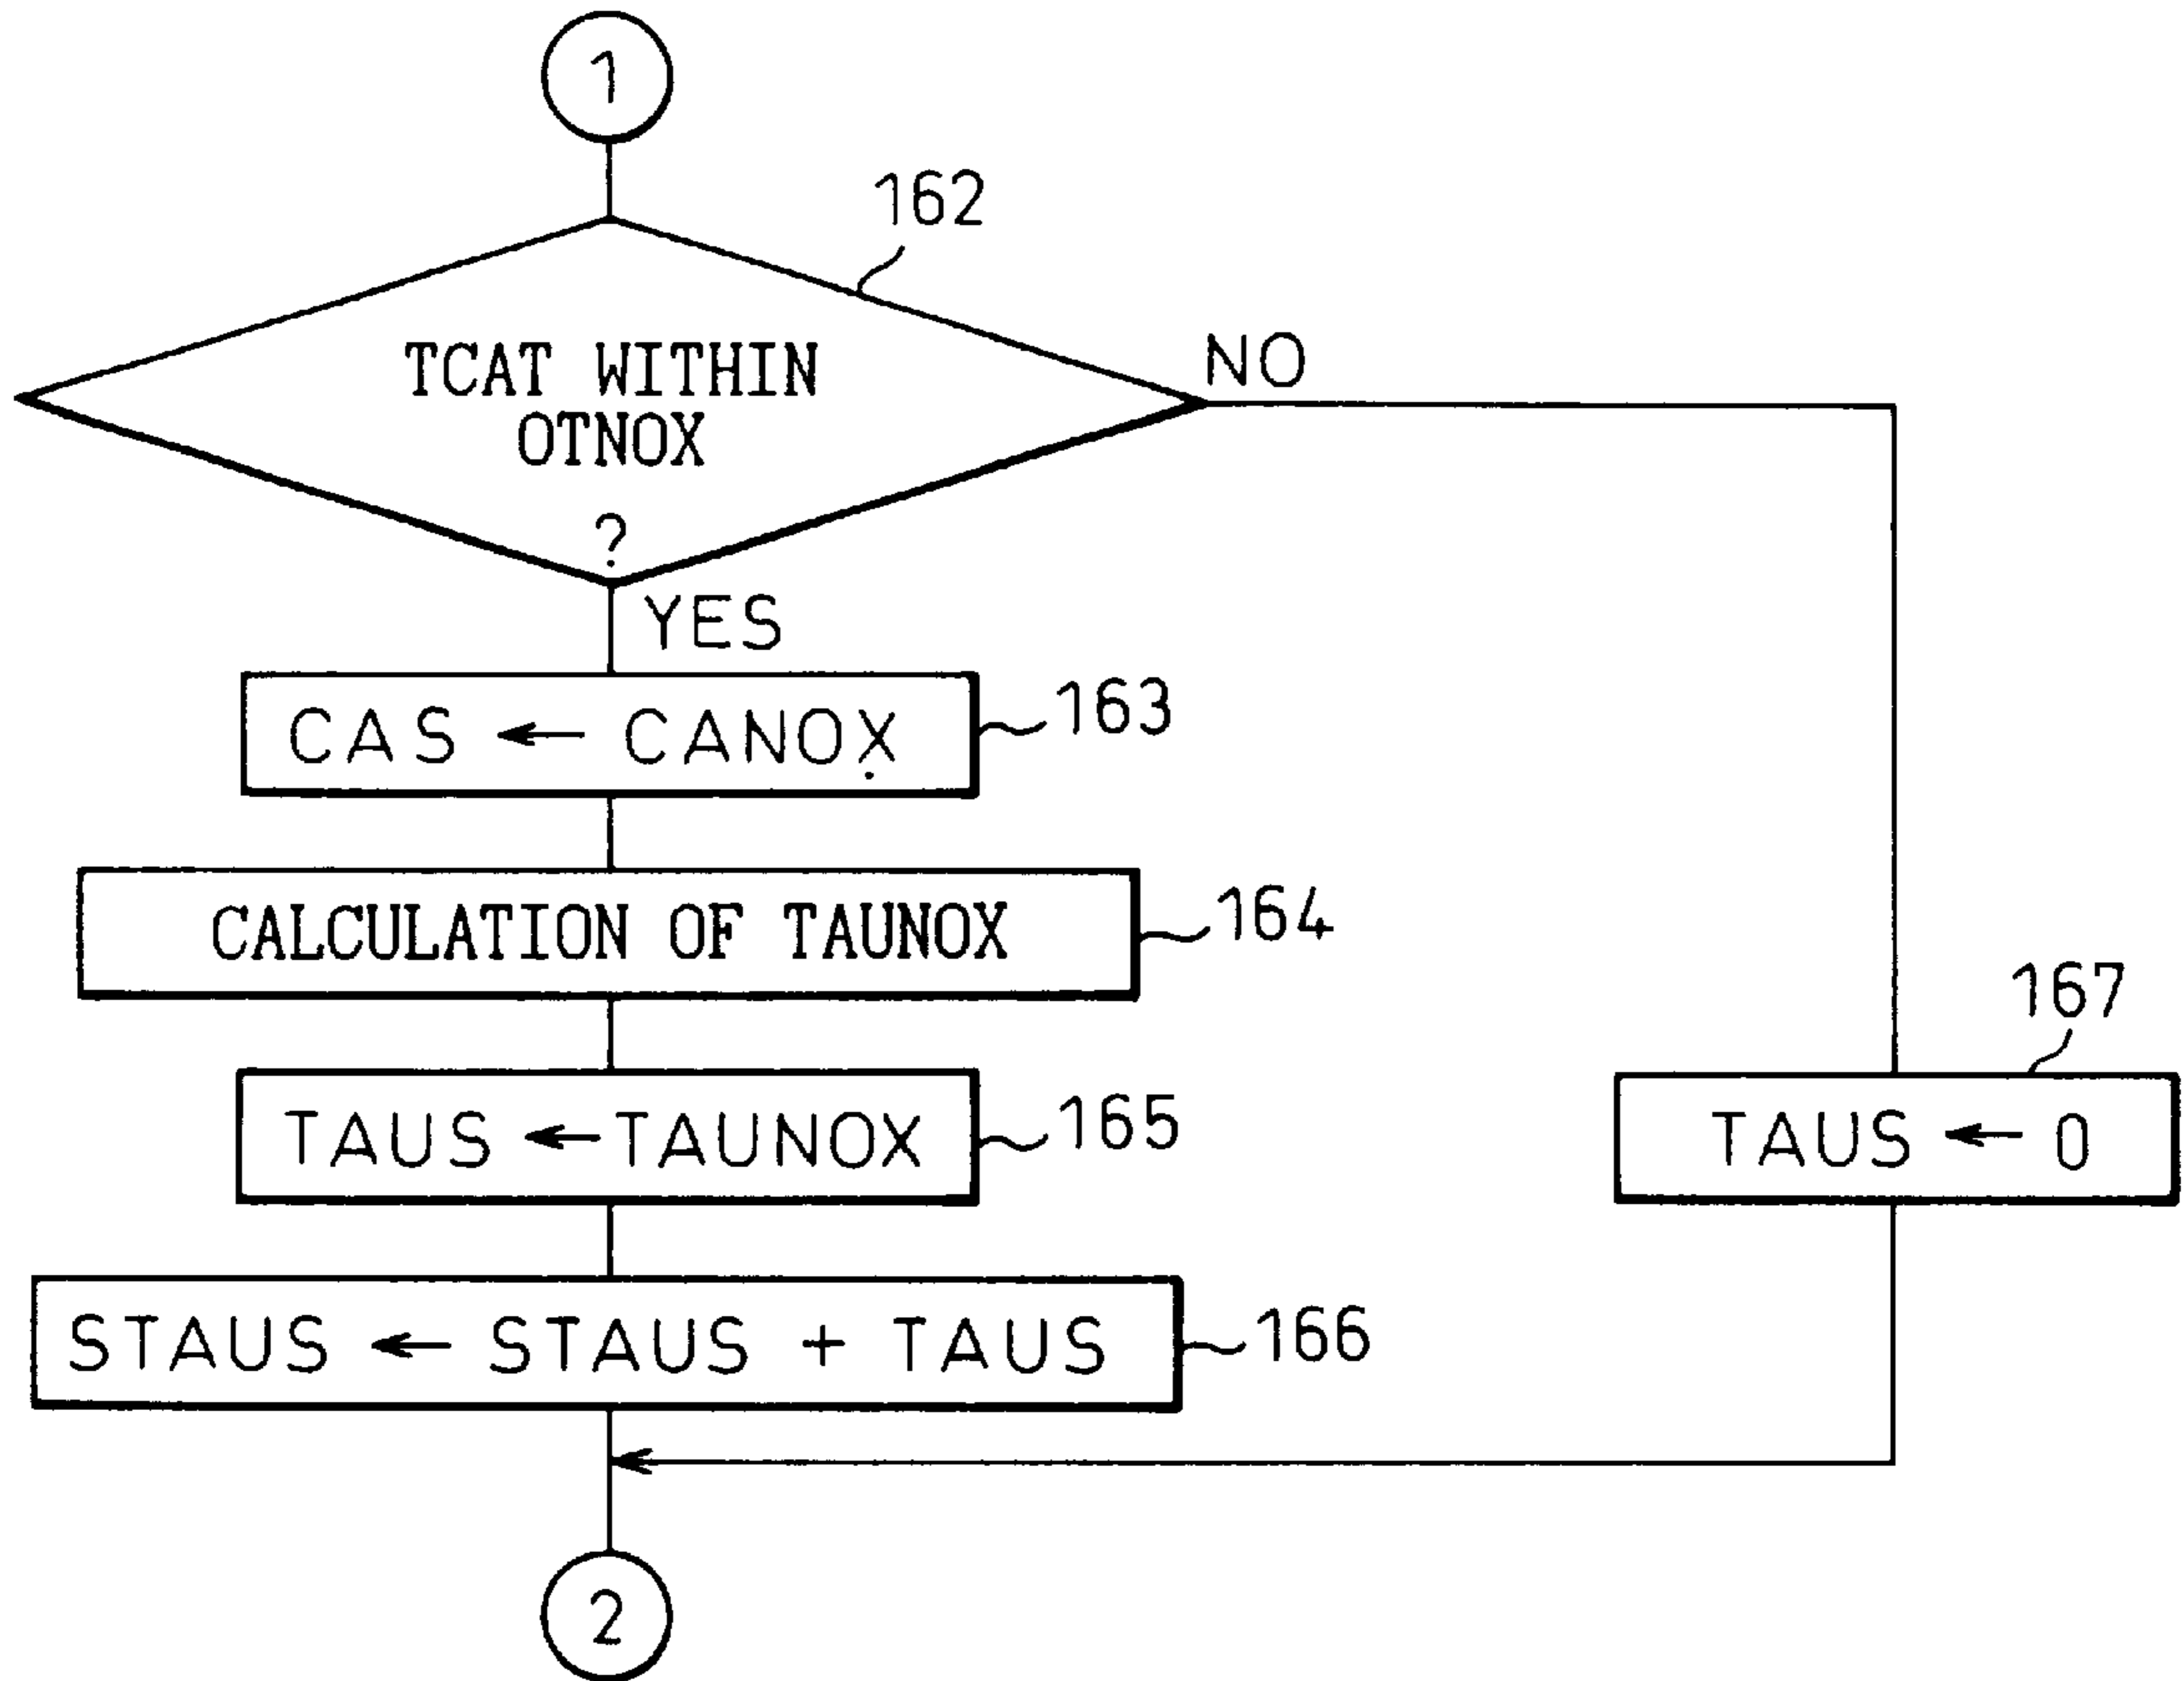 1
162
TCAT WITHIN
OTNOX
?
NO
YES
CAS ← CANOX
163
CALCULATION OF TAUNOX
164
TAUS ← TAUNOX
165
167
TAUS ← 0
STAUS ← STAUS + TAUS
166
2